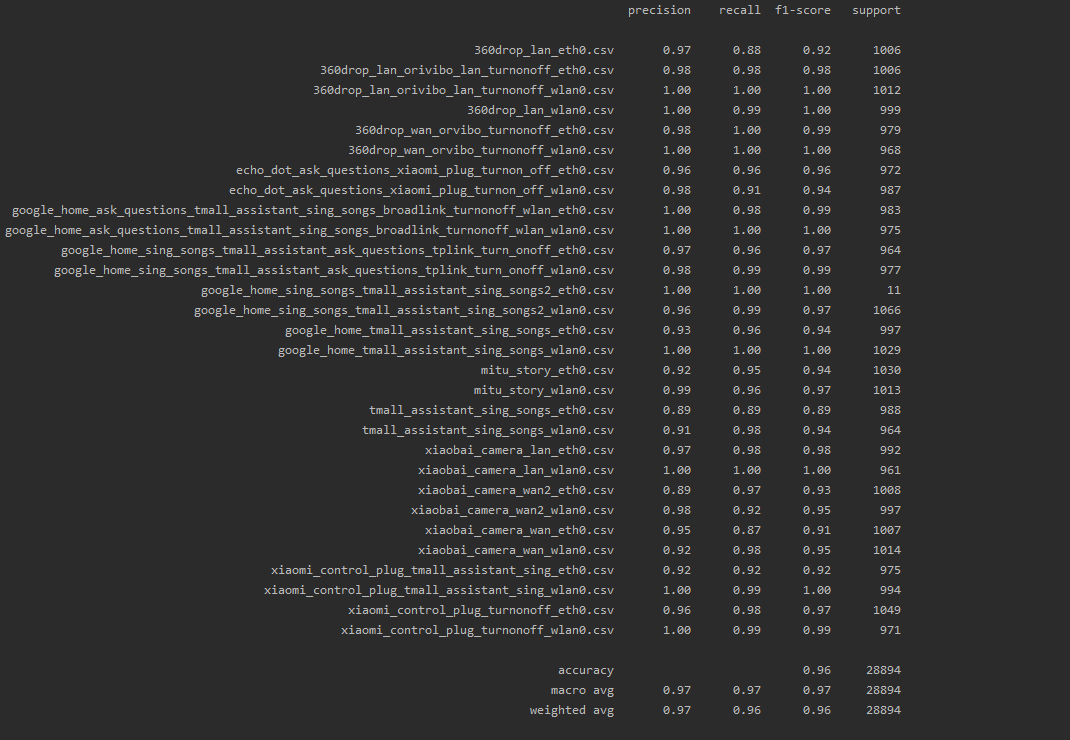 precision recall f1-score support
360drop_lan_eth0.csv 0.97 0.88 0.92 1006
360drop_lan_orivibo_lan_turnonoff_eth0.csv 0.98 0.98 0.98 1006
360drop_lan_orivibo_lan_turnonoff_wlan0.csv 1.00 1.00 1.00 1012
360drop_lan_wlan0.csv 1.00 0.99 1.00 999
360drop_wan_orvibo_turnonoff_eth0.csv 0.98 1.00 0.99 979
360drop_wan_orvibo_turnonoff_wlan0.csv 1.00 1.00 1.00 968
echo_dot_ask_questions_xiaomi_plug_turnon_off_eth0.csv 0.96 0.96 0.96 972
echo_dot_ask_questions_xiaomi_plug_turnon_off_wlan0.csv 0.98 0.91 0.94 987
google_home_ask_questions_tmall_assistant_sing_songs_broadlink_turnonoff_wlan_eth0.csv 1.00 0.98 0.99 983
google_home_ask_questions_tmall_assistant_sing_songs_broadlink_turnonoff_wlan_wlan0.csv 1.00 1.00 1.00 975
google_home_sing_songs_tmall_assistant_ask_questions_tplink_turn_onoff_eth0.csv 0.97 0.96 0.97 964
google_home_sing_songs_tmall_assistant_ask_questions_tplink_turn_onoff_wlan0.csv 0.98 0.99 0.99 977
google_home_sing_songs_tmall_assistant_sing_songs2_eth0.csv 1.00 1.00 1.00 11
google_home_sing_songs_tmall_assistant_sing_songs2_wlan0.csv 0.96 0.99 0.97 1066
google_home_tmall_assistant_sing_songs_eth0.csv 0.93 0.96 0.94 997
google_home_tmall_assistant_sing_songs_wlan0.csv 1.00 1.00 1.00 1029
mitu_story_eth0.csv 0.92 0.95 0.94 1030
mitu_story_wlan0.csv 0.99 0.96 0.97 1013
tmall_assistant_sing_songs_eth0.csv 0.89 0.89 0.89 988
tmall_assistant_sing_songs_wlan0.csv 0.91 0.98 0.94 964
xiaobai_camera_lan_eth0.csv 0.97 0.98 0.98 992
xiaobai_camera_lan_wlan0.csv 1.00 1.00 1.00 961
xiaobai_camera_wan2_eth0.csv 0.89 0.97 0.93 1008
xiaobai_camera_wan2_wlan0.csv 0.98 0.92 0.95 997
xiaobai_camera_wan_eth0.csv 0.95 0.87 0.91 1007
xiaobai_camera_wan_wlan0.csv 0.92 0.98 0.95 1014
xiaomi_control_plug_tmall_assistant_sing_eth0.csv 0.92 0.92 0.92 975
xiaomi_control_plug_tmall_assistant_sing_wlan0.csv 1.00 0.99 1.00 994
xiaomi_control_plug_turnonoff_eth0.csv 0.96 0.98 0.97 1049
xiaomi_control_plug_turnonoff_wlan0.csv 1.00 0.99 0.99 971
accuracy 0.96 28894
macro avg 0.97 0.97 0.97 28894
weighted avg 0.97 0.96 0.96 28894